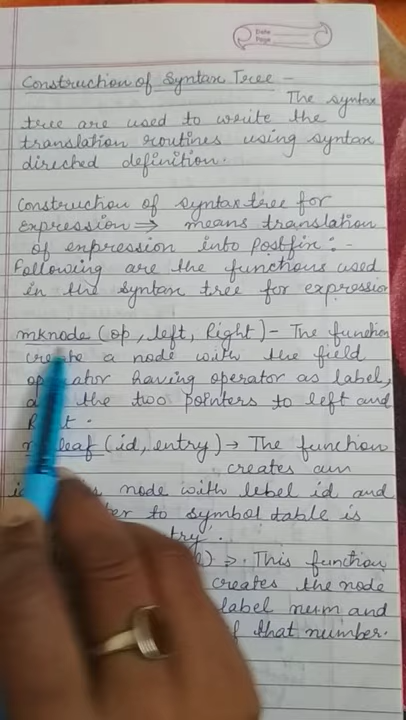 Date
Page
Construction of Syntax Tree -
The syntax
tree are used to write the
translation routines using syntax
directed definition.
Construction of syntax tree for
Expression ⇒ means translation
of expression into Postfix :-
Following are the functions used
in the syntax tree for expression
mknode (op, left, Right) - The function
create a node with the field
having operator as label,
the two pointers to left and
leaf (id, entry) → The function
creates an
node with lebel id and
to symbol table is
try'.
⇒ This function
creates the node
label num and
that number.